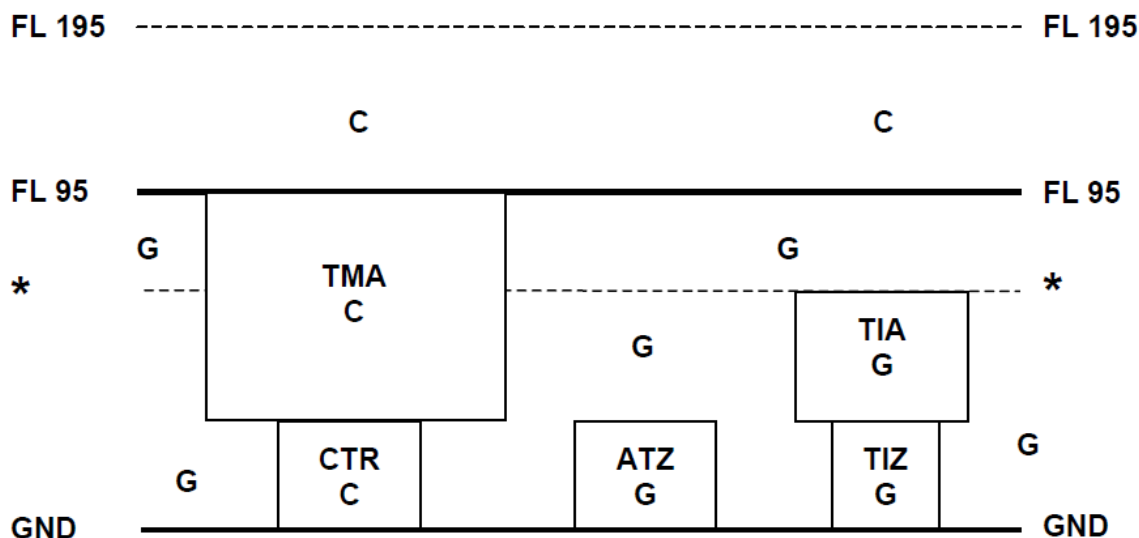 FL 195 FL 195
C C
FL 95 FL 95
G G
TMA
* *
C
TIA
G
G
CTR ATZ TIZ
G
G
C G G
GND GND